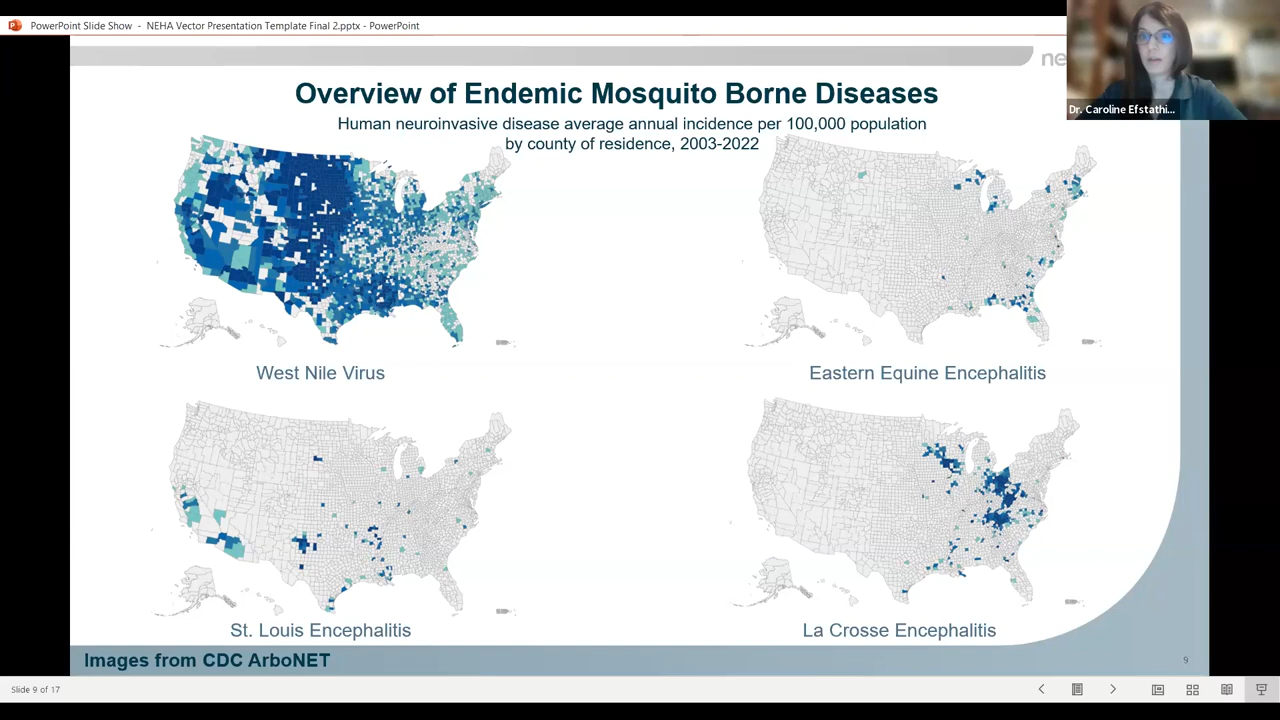 PowerPoint Slide Show - NEHA Vector Presentation Template Final 2.pptx - PowerPoint
ne
Dr. Caroline Efstathi...
Overview of Endemic Mosquito Borne Diseases
Human neuroinvasive disease average annual incidence per 100,000 population
by county of residence, 2003-2022
West Nile Virus
Eastern Equine Encephalitis
St. Louis Encephalitis
La Crosse Encephalitis
Images from CDC ArboNET
9
Slide 9 of 17